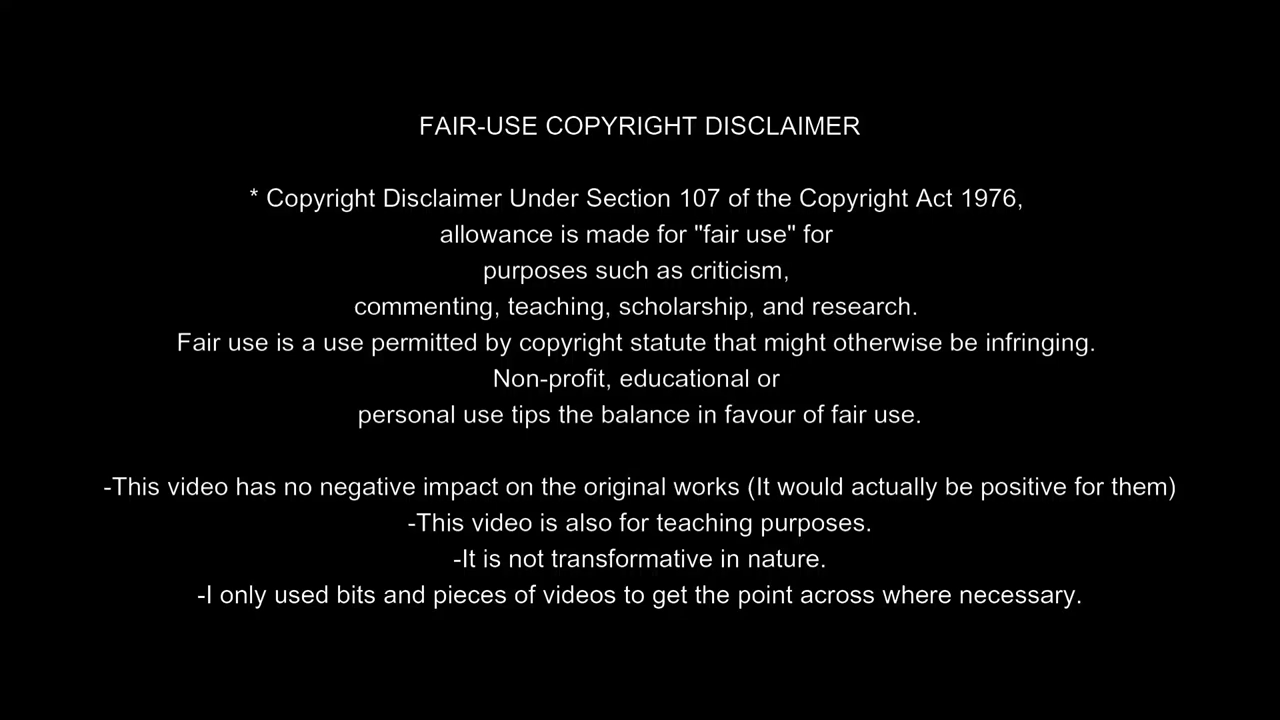 FAIR-USE COPYRIGHT DISCLAIMER
* Copyright Disclaimer Under Section 107 of the Copyright Act 1976,
allowance is made for "fair use" for
purposes such as criticism,
commenting, teaching, scholarship, and research.
Fair use is a use permitted by copyright statute that might otherwise be infringing.
Non-profit, educational or
personal use tips the balance in favour of fair use.
-This video has no negative impact on the original works (It would actually be positive for them)
-This video is also for teaching purposes.
-It is not transformative in nature.
-I only used bits and pieces of videos to get the point across where necessary.